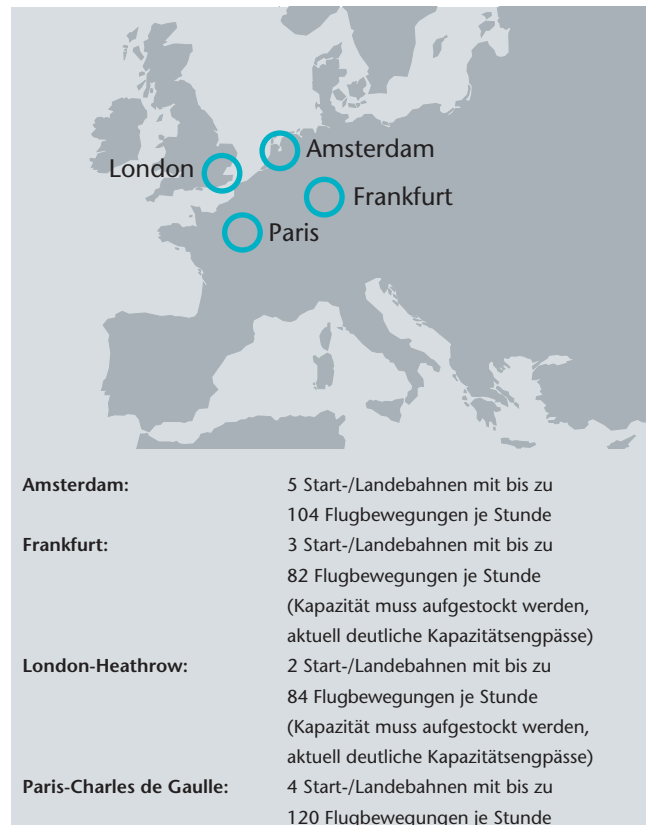 London
Amsterdam
Frankfurt
Paris
Amsterdam: 5 Start-/Landebahnen mit bis zu
104 Flugbewegungen je Stunde
Frankfurt: 3 Start-/Landebahnen mit bis zu
82 Flugbewegungen je Stunde
(Kapazität muss aufgestockt werden,
aktuell deutliche Kapazitätsengpässe)
London-Heathrow: 2 Start-/Landebahnen mit bis zu
84 Flugbewegungen je Stunde
(Kapazität muss aufgestockt werden,
aktuell deutliche Kapazitätsengpässe)
Paris-Charles de Gaulle: 4 Start-/Landebahnen mit bis zu
120 Flugbewegungen je Stunde